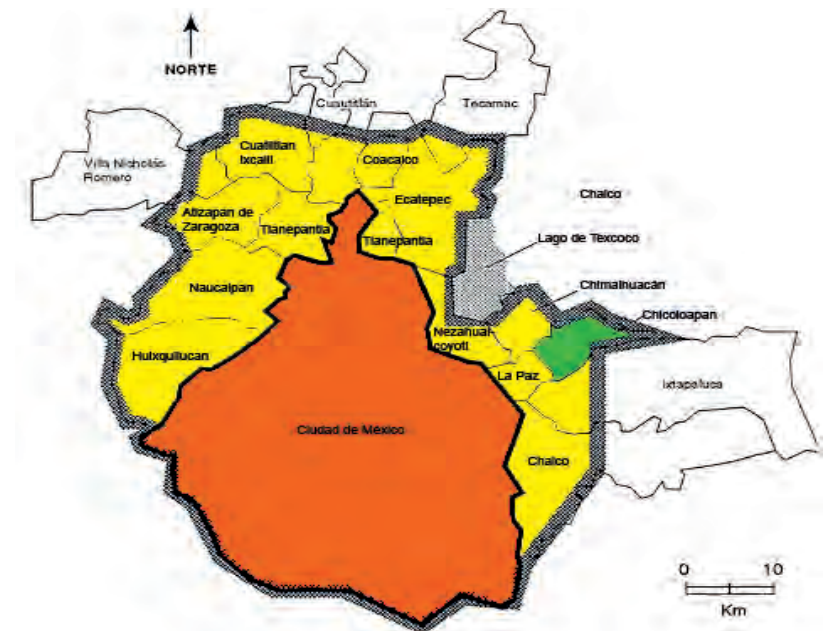 NORTE
Cuautitlán
Tecamac
Cuatitlan
Ixcalli
Coacalco
Villa Nicholás
Romero
Ecatepec
Chalco
Atizapán de
Zaragoza
Tlanepantla
Tlanepantla
Lago de Texcoco
Naucalpan
Chimalhuacán
Chicoloapan
Nezahual-
coyotl
Huixquilucan
La Paz
Ixtapaluca
Ciudad de México
Chalco
0 10
Km